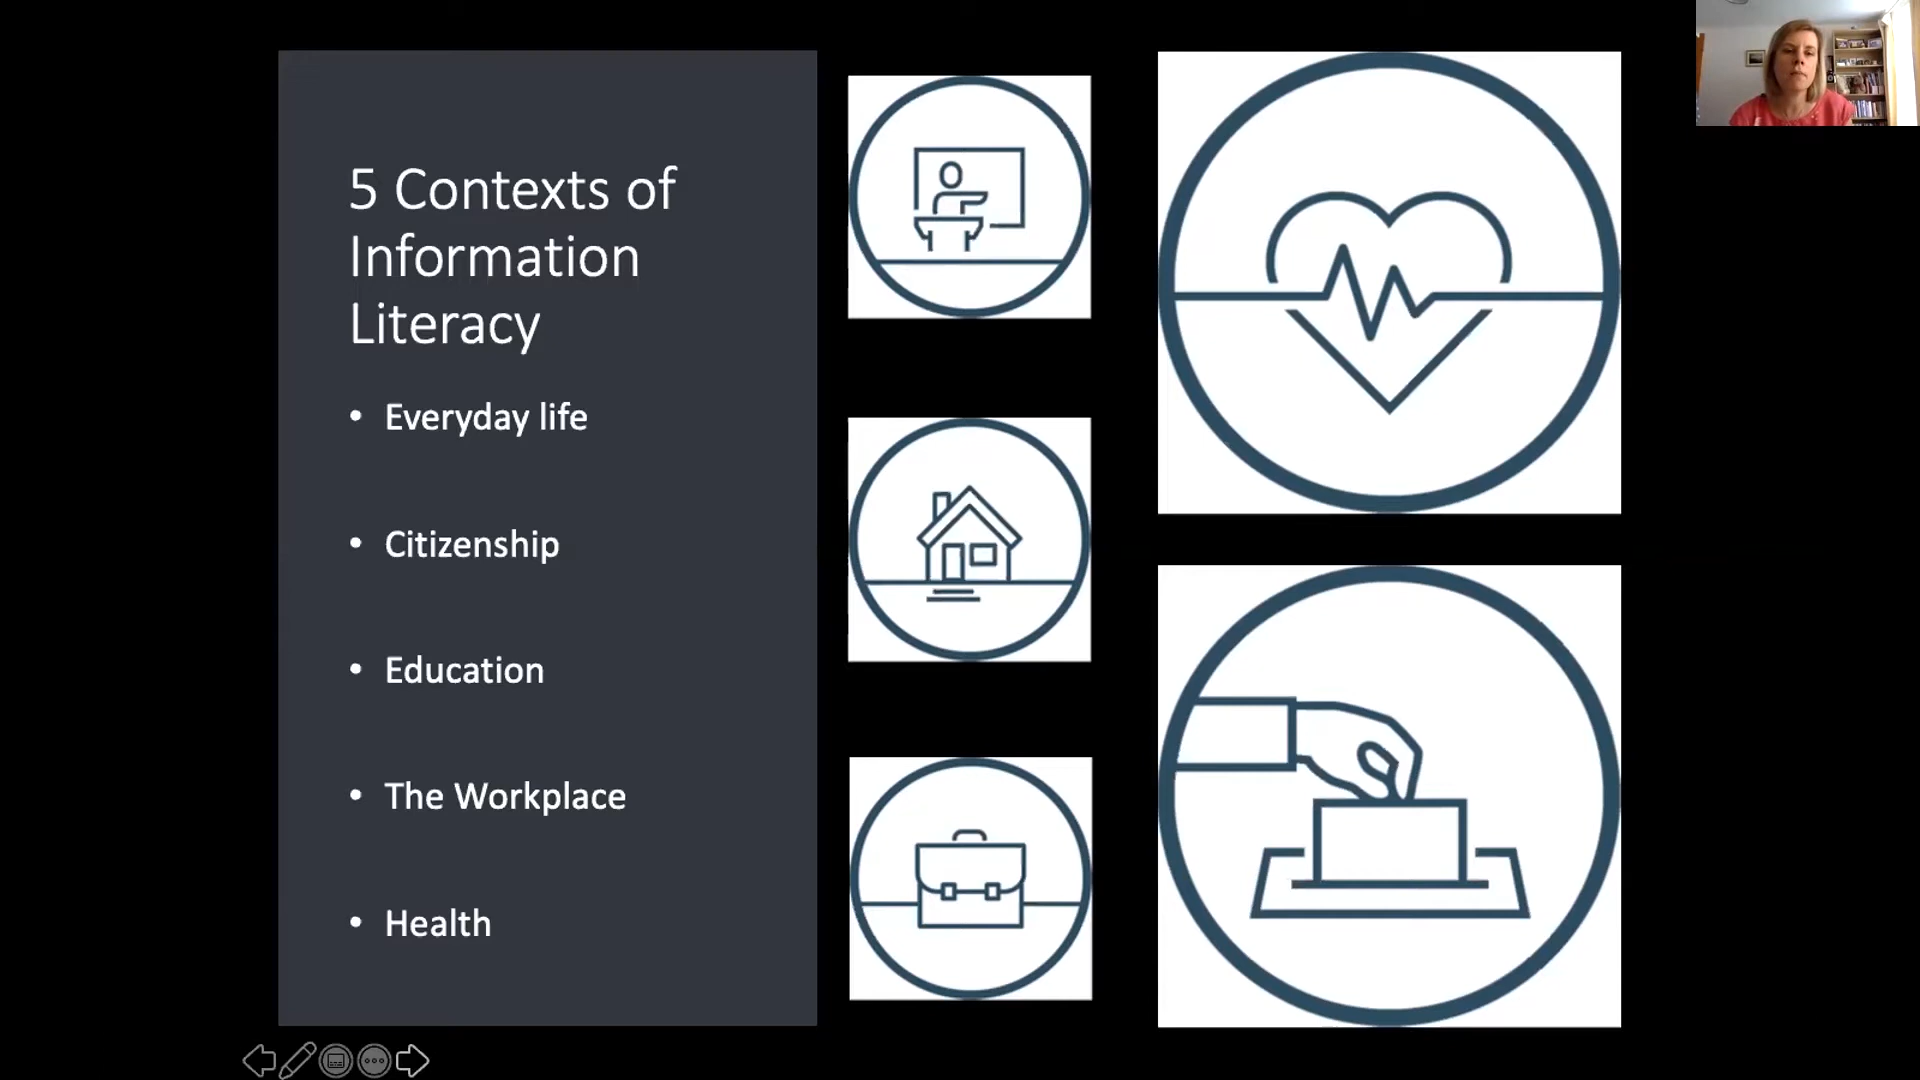 5 Contexts of
Information
Literacy
• Everyday life
• Citizenship
• Education
• The Workplace
• Health